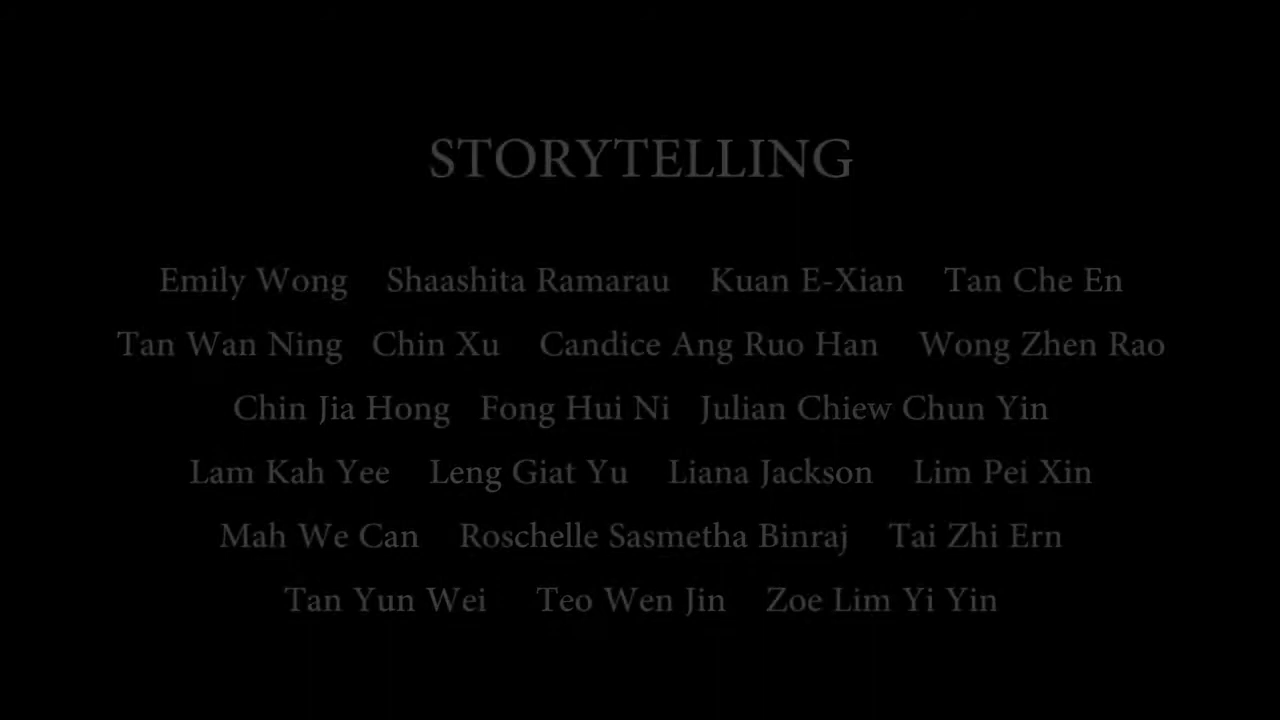 STORYTELLING
Emily Wong Shaashita Ramarau Kuan E-Xian Tan Che En
Tan Wan Ning Chin Xu Candice Ang Ruo Han Wong Zhen Rao
Chin Jia Hong Fong Hui Ni Julian Chiew Chun Yin
Lam Kah Yee Leng Giat Yu Liana Jackson Lim Pei Xin
Mah We Can Roschelle Sasmetha Binraj Tai Zhi Ern
Tan Yun Wei Teo Wen Jin Zoe Lim Yi Yin